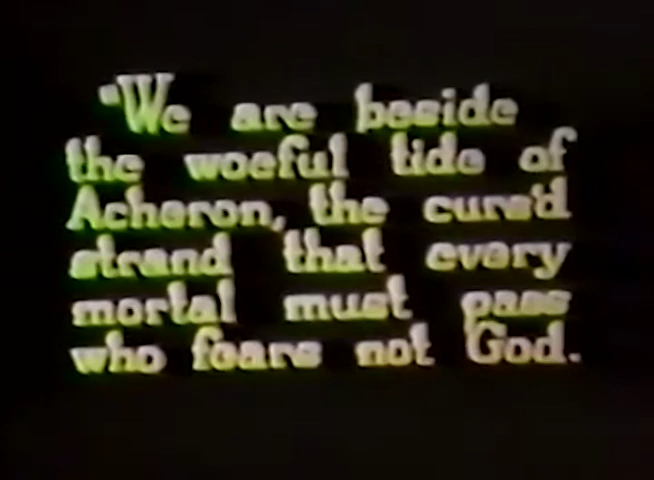 "We are beside
the woeful tide of
Acheron, the curs'd
strand that every
mortal must pass
who fears not God.